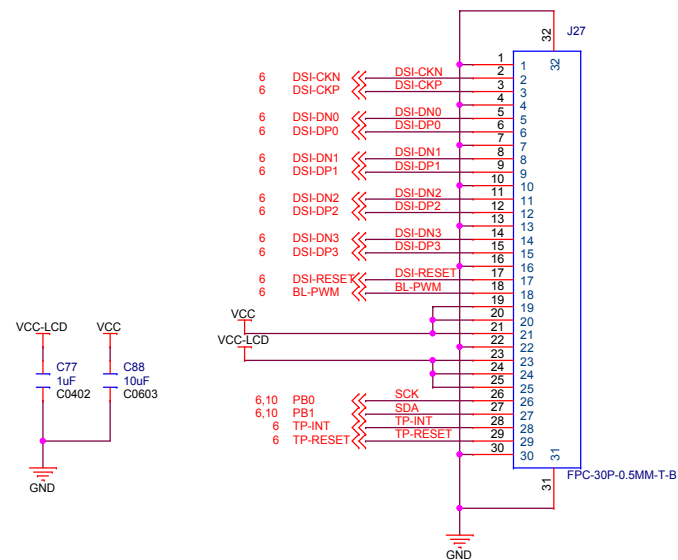 J27
32
32
1 1
6 DSI-CKN DSI-CKN 2 2
6 DSI-CKP DSI-CKP 3 3
4 4
6 DSI-DN0 DSI-DN0 5 5
6 DSI-DP0 DSI-DP0 6 6
7 7
6 DSI-DN1 DSI-DN1 8 8
6 DSI-DP1 DSI-DP1 9 9
10 10
6 DSI-DN2 DSI-DN2 11 11
6 DSI-DP2 DSI-DP2 12 12
13 13
6 DSI-DN3 DSI-DN3 14 14
6 DSI-DP3 DSI-DP3 15 15
16 16
6 DSI-RESET DSI-RESET 17 17
6 BL-PWM BL-PWM 18 18
19 19
VCC 20 20
21 21
VCC-LCD 22 22
23 23
24 24
25 25
6,10 PB0 SCK 26 26
6,10 PB1 SDA 27 27
6 TP-INT TP-INT 28 28
6 TP-RESET TP-RESET 29 29
30 30
31
31
FPC-30P-0.5MM-T-B
GND
VCC-LCD VCC
C77 C88
1uF 10uF
C0402 C0603
GND